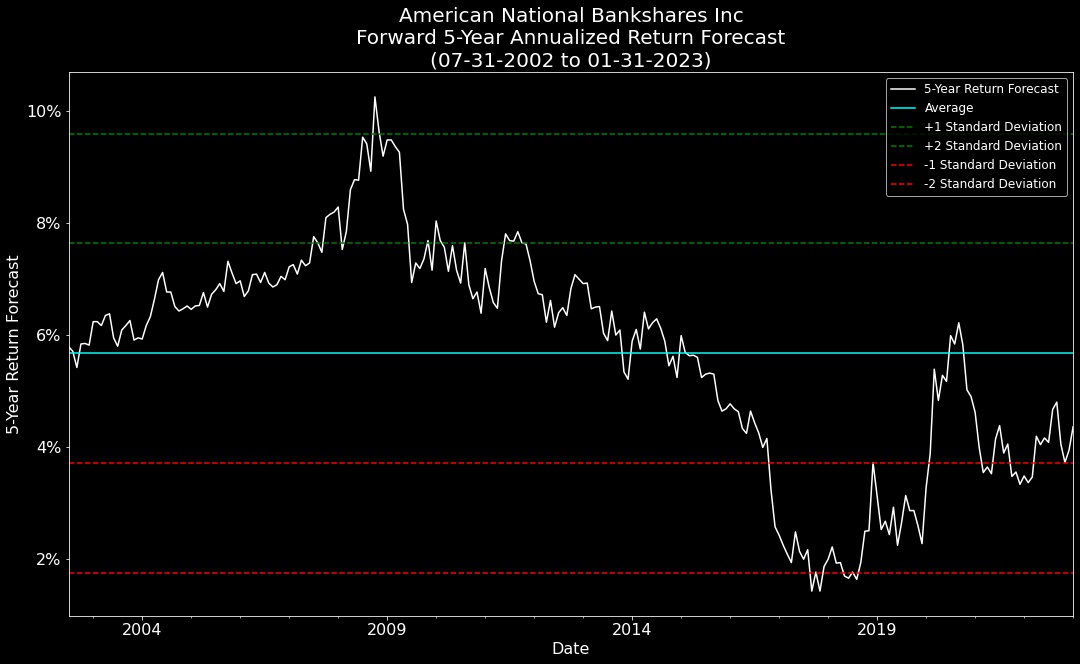 American National Bankshares Inc
Forward 5-Year Annualized Return Forecast
(07-31-2002 to 01-31-2023)
5-Year Return Forecast
Average
+1 Standard Deviation
+2 Standard Deviation
-1 Standard Deviation
-2 Standard Deviation
5-Year Return Forecast
10%
8%
6%
4%
2%
2004 2009 2014 2019
Date